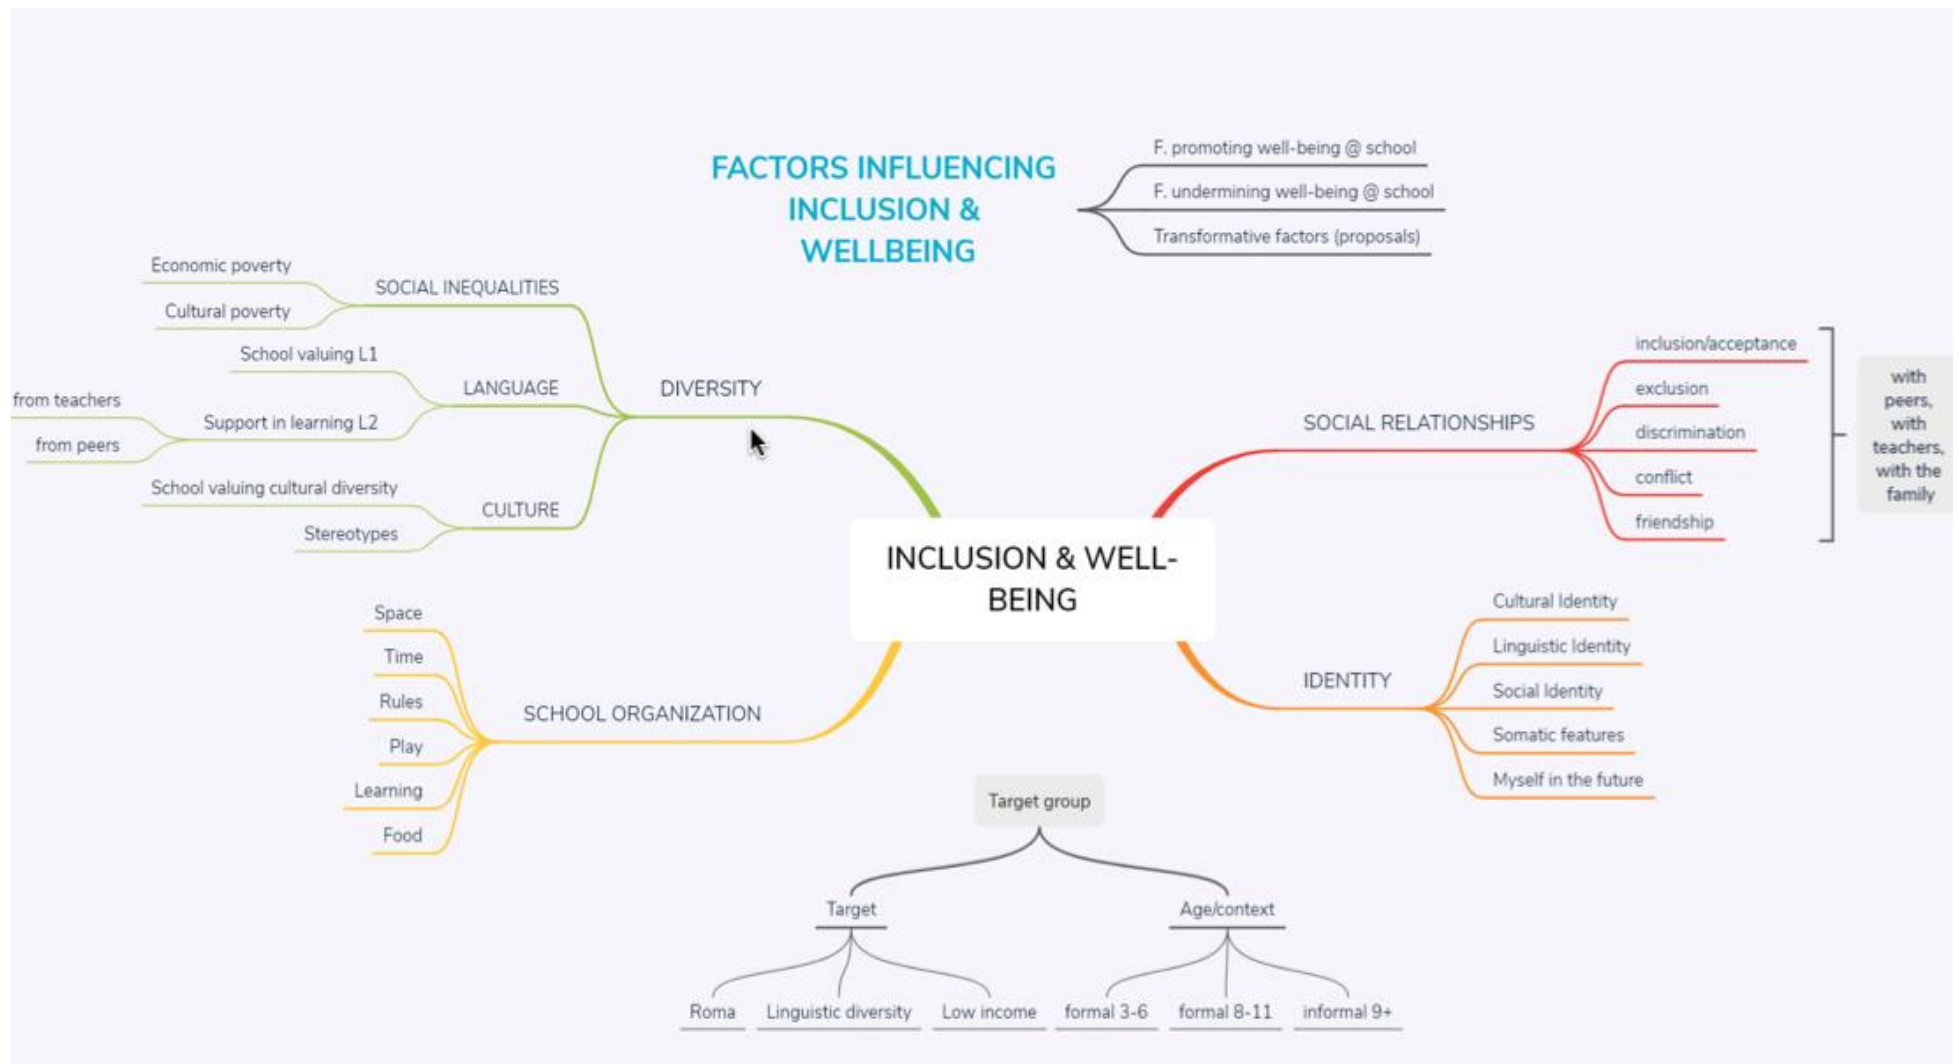 FACTORS INFLUENCING
INCLUSION &
WELLBEING
F. promoting well-being @ school
F. undermining well-being @ school
Transformative factors (proposals)
DIVERSITY
SOCIAL INEQUALITIES
Economic poverty
Cultural poverty
LANGUAGE
School valuing L1
Support in learning L2
from teachers
from peers
CULTURE
School valuing cultural diversity
Stereotypes
SOCIAL RELATIONSHIPS
inclusion/acceptance
exclusion
discrimination
conflict
friendship
with
peers,
with
teachers,
with the
family
INCLUSION & WELL-
BEING
SCHOOL ORGANIZATION
Space
Time
Rules
Play
Learning
Food
IDENTITY
Cultural Identity
Linguistic Identity
Social Identity
Somatic features
Myself in the future
Target group
Target
Roma
Linguistic diversity
Low income
Age/context
formal 3-6
formal 8-11
informal 9+